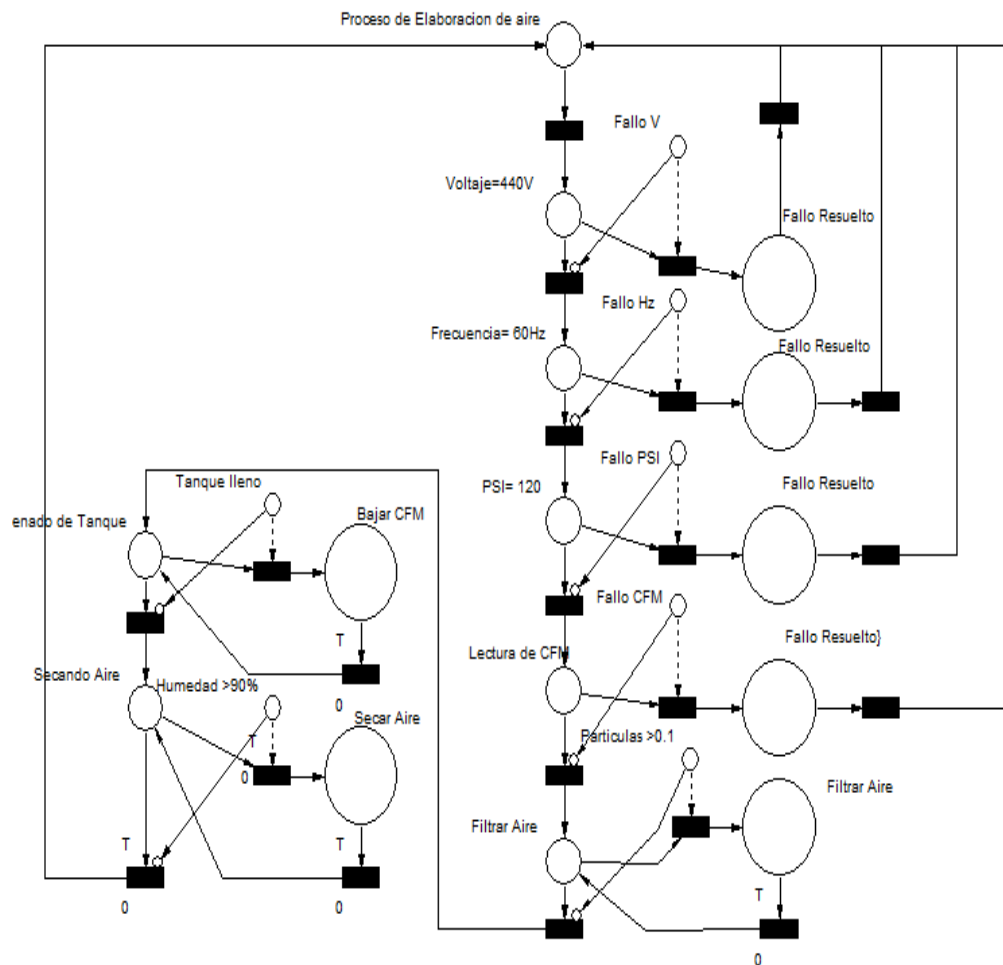 Proceso de Elaboracion de aire
Fallo V
Voltaje=440V
Fallo Resuelto
Fallo Hz
Frecuencia= 60Hz
Fallo Resuelto
Fallo PSI
PSI= 120
Fallo Resuelto
Tanque lleno
enado de Tanque
Bajar CFM
T
0
Fallo CFM
Lectura de CFM
Fallo Resuelto}
Secando Aire
Humedad >90%
Secar Aire
T
0
T
0
T
0
Particulas >0.1
Filtrar Aire
Filtrar Aire
T
0